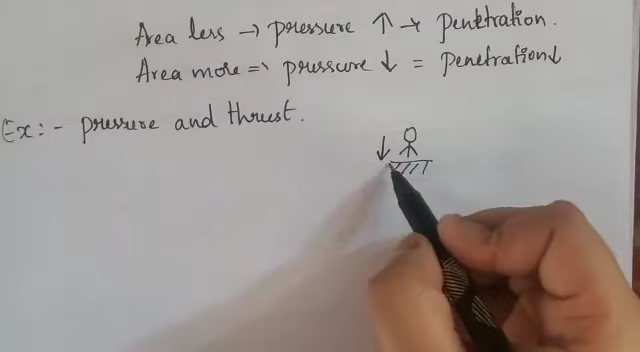 Area less → pressure ↑ → penetration.
Area more ⇒ pressure ↓ = penetration↓
Ex:- pressure and thrust.